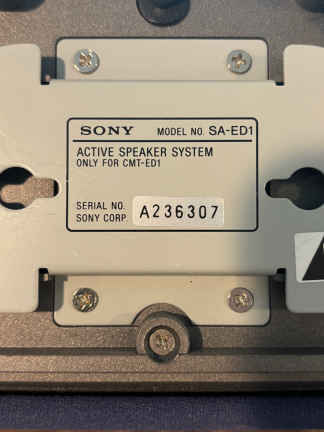 SONY MODEL NO. SA-ED1
ACTIVE SPEAKER SYSTEM
ONLY FOR CMT-ED1
SERIAL NO. A236307
SONY CORP.